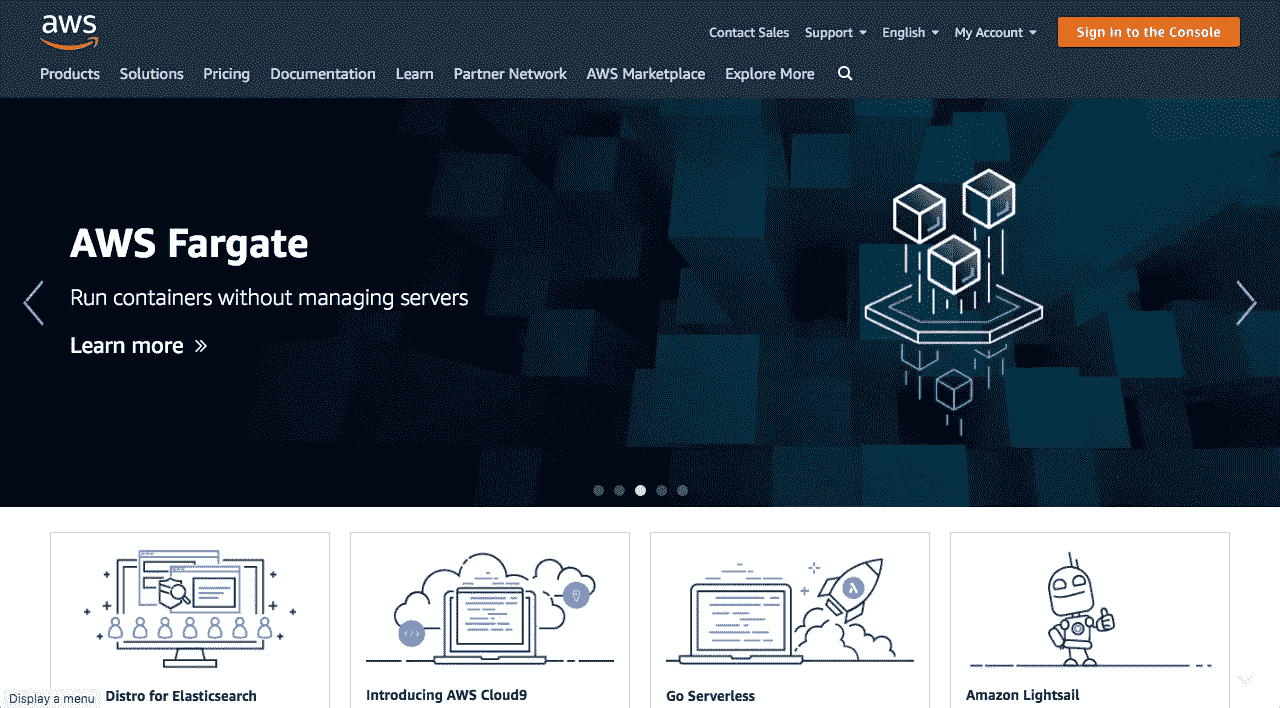 aws
Contact Sales Support English My Account Sign In to the Console
Products Solutions Pricing Documentation Learn Partner Network AWS Marketplace Explore More
AWS Fargate
Run containers without managing servers
Learn more »
Distro for Elasticsearch
Introducing AWS Cloud9
Go Serverless
Amazon Lightsail
Display a menu